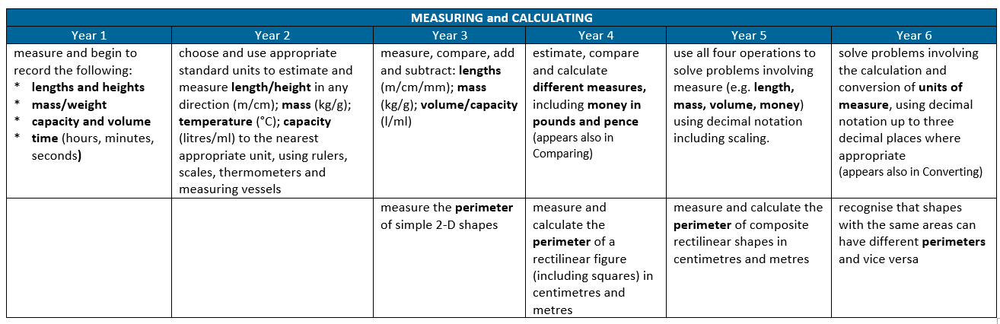 MEASURING and CALCULATING
Year 1
Year 2
Year 3
Year 4
Year 5
Year 6
measure and begin to
record the following:
* lengths and heights
* mass/weight
* capacity and volume
* time (hours, minutes,
seconds)
choose and use appropriate
standard units to estimate and
measure length/height in any
direction (m/cm); mass (kg/g);
temperature (°C); capacity
(litres/ml) to the nearest
appropriate unit, using rulers,
scales, thermometers and
measuring vessels
measure, compare, add
and subtract: lengths
(m/cm/mm); mass
(kg/g); volume/capacity
(l/ml)
estimate, compare
and calculate
different measures,
including money in
pounds and pence
(appears also in
Comparing)
use all four operations to
solve problems involving
measure (e.g. length,
mass, volume, money)
using decimal notation
including scaling.
solve problems involving
the calculation and
conversion of units of
measure, using decimal
notation up to three
decimal places where
appropriate
(appears also in Converting)
measure the perimeter
of simple 2-D shapes
measure and
calculate the
perimeter of a
rectilinear figure
(including squares) in
centimetres and
metres
measure and calculate the
perimeter of composite
rectilinear shapes in
centimetres and metres
recognise that shapes
with the same areas can
have different perimeters
and vice versa